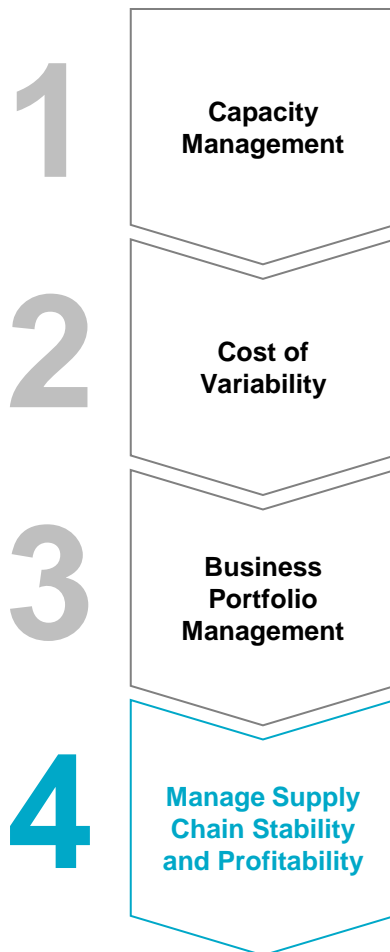 1
Capacity
Management
2
Cost of
Variability
3
Business
Portfolio
Management
4
Manage Supply
Chain Stability
and Profitability